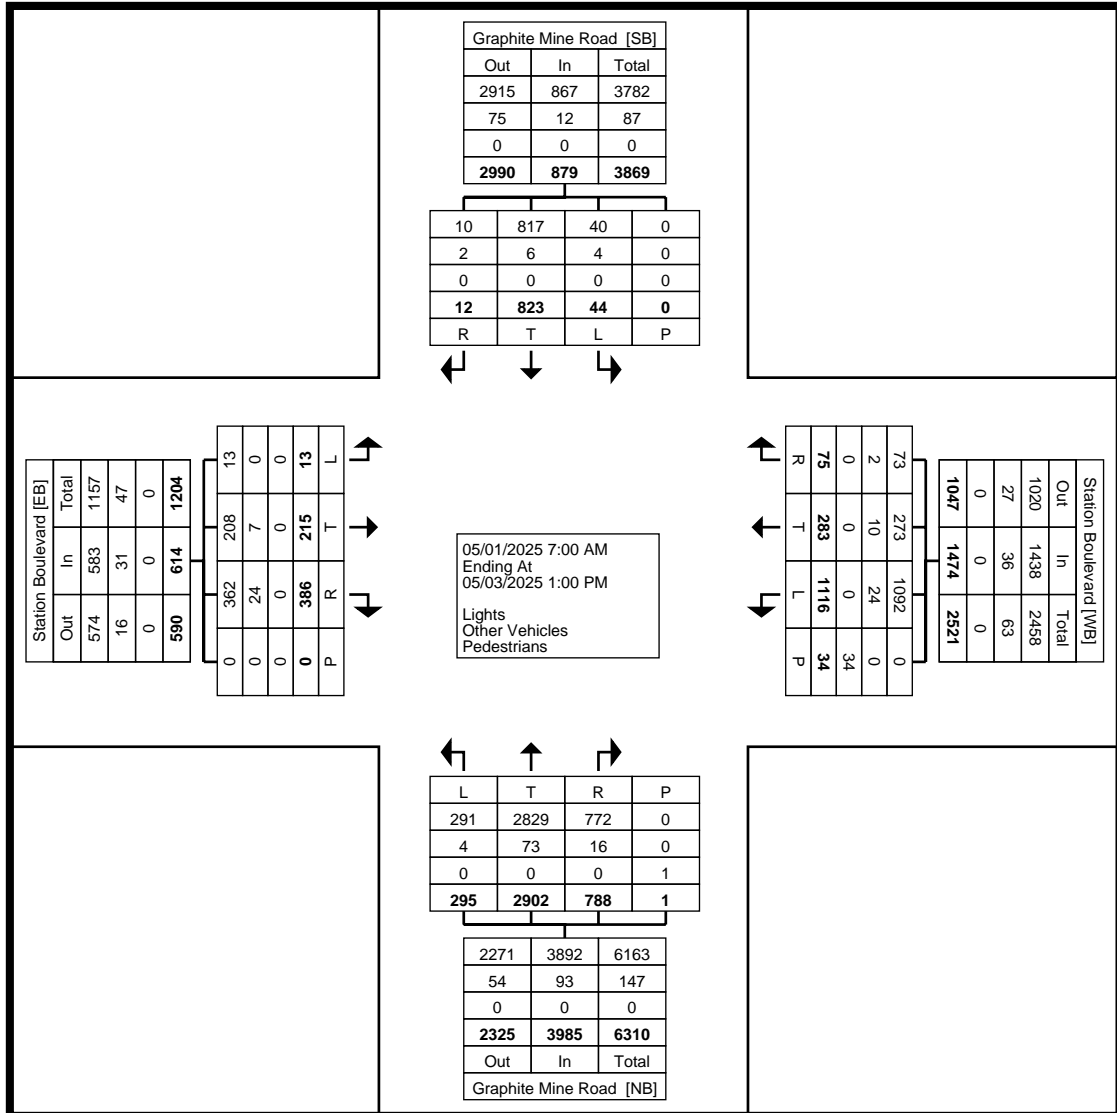 Graphite Mine Road [SB]
Out In Total
2915 867 3782
75 12 87
0 0 0
2990 879 3869
10 817 40 0
2 6 4 0
0 0 0 0
12 823 44 0
R T L P
Station Boulevard [EB]
Total 1157 47 0 1204
In 583 31 0 614
Out 574 16 0 590
13 0 0 13 L
208 7 0 215 T
362 24 0 386 R
0 0 0 0 P
05/01/2025 7:00 AM
Ending At
05/03/2025 1:00 PM
Lights
Other Vehicles
Pedestrians
R 75 0 2 73
T 283 0 10 273
L 1116 0 24 1092
P 34 34 0 0
Station Boulevard [WB]
1047 0 27 1020 Out
1474 0 36 1438 In
2521 0 63 2458 Total
L T R P
291 2829 772 0
4 73 16 0
0 0 0 1
295 2902 788 1
2271 3892 6163
54 93 147
0 0 0
2325 3985 6310
Out In Total
Graphite Mine Road [NB]